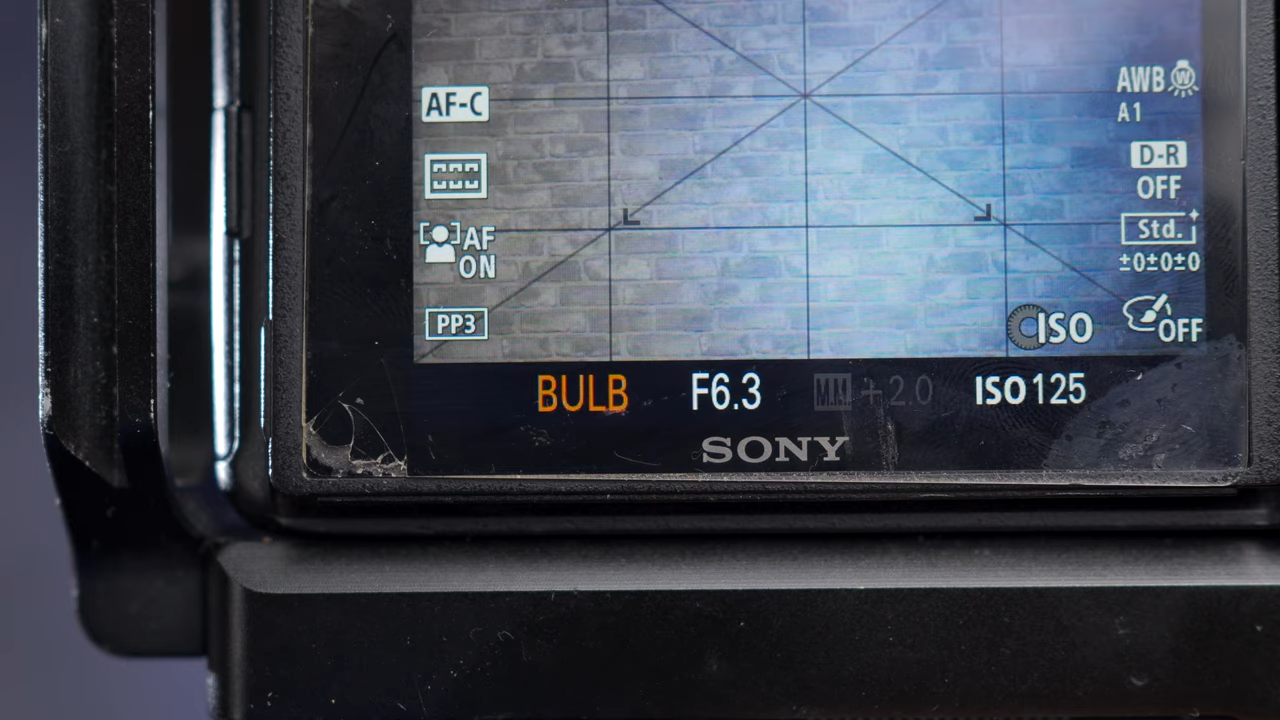 AF-C
AWB W
A1
D-R
OFF
AF
ON
Std.
±0±0±0
PP3
ISO
OFF
BULB F6.3 M.M. +2.0 ISO 125
SONY